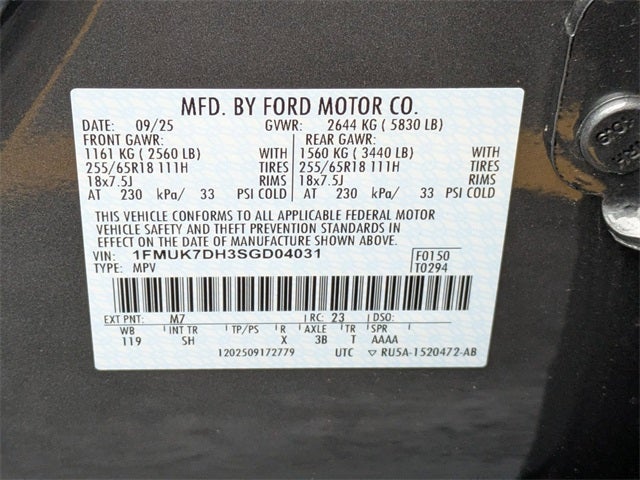 MFD. BY FORD MOTOR CO.
DATE: 09/25 GVWR: 2644 KG ( 5830 LB)
FRONT GAWR: REAR GAWR:
1161 KG ( 2560 LB) WITH 1560 KG ( 3440 LB) WITH
255/65R18 111H TIRES 255/65R18 111H TIRES
18x7.5J RIMS 18x7.5J RIMS
AT 230 kPa/ 33 PSI COLD AT 230 kPa/ 33 PSI COLD
THIS VEHICLE CONFORMS TO ALL APPLICABLE FEDERAL MOTOR
VEHICLE SAFETY AND THEFT PREVENTION STANDARDS IN
EFFECT ON THE DATE OF MANUFACTURE SHOWN ABOVE.
VIN: 1FMUK7DH3SGD04031 F0150
TYPE: MPV T0294
EXT PNT: M7 RC: 23 DSO:
WB INT TR TP/PS R AXLE TR SPR
119 SH X 3B T AAAA
1202509172779 UTC ▽ RU5A-1520472-AB